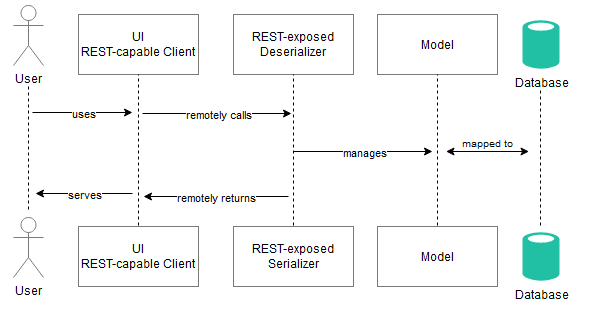 UI
REST-capable Client
REST-exposed
Deserializer
Model
User
Database
uses
remotely calls
manages
mapped to
serves
remotely returns
UI
REST-capable Client
REST-exposed
Serializer
Model
User
Database